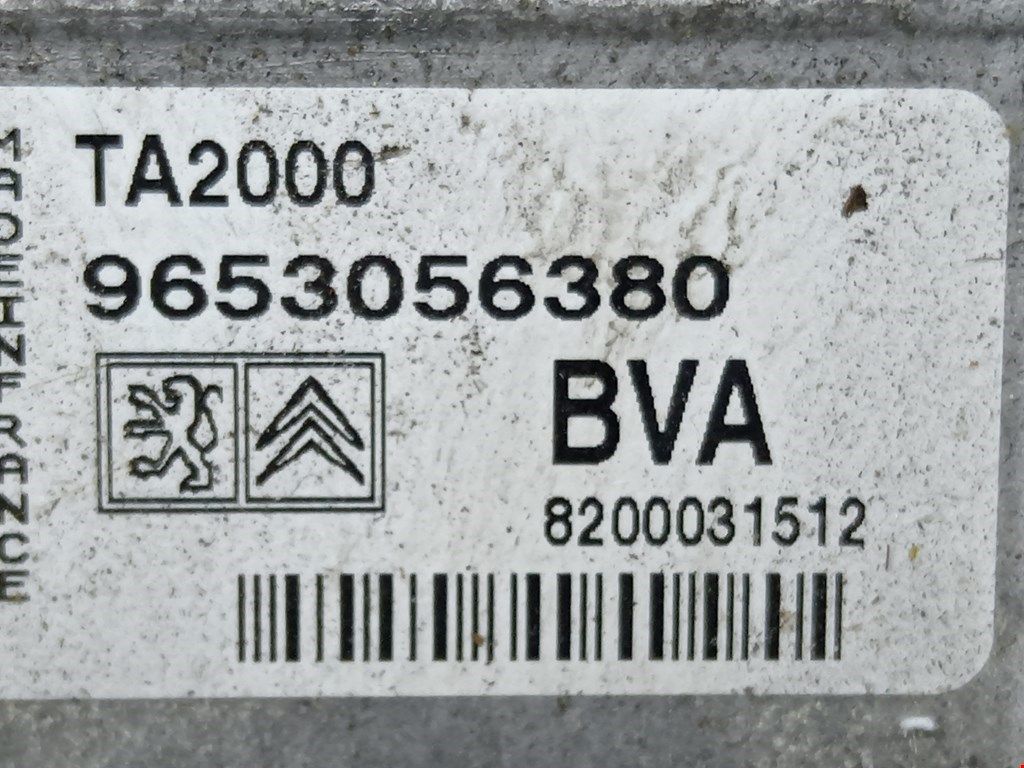 MADE IN FRANCE
TA2000
9653056380
BVA
8200031512